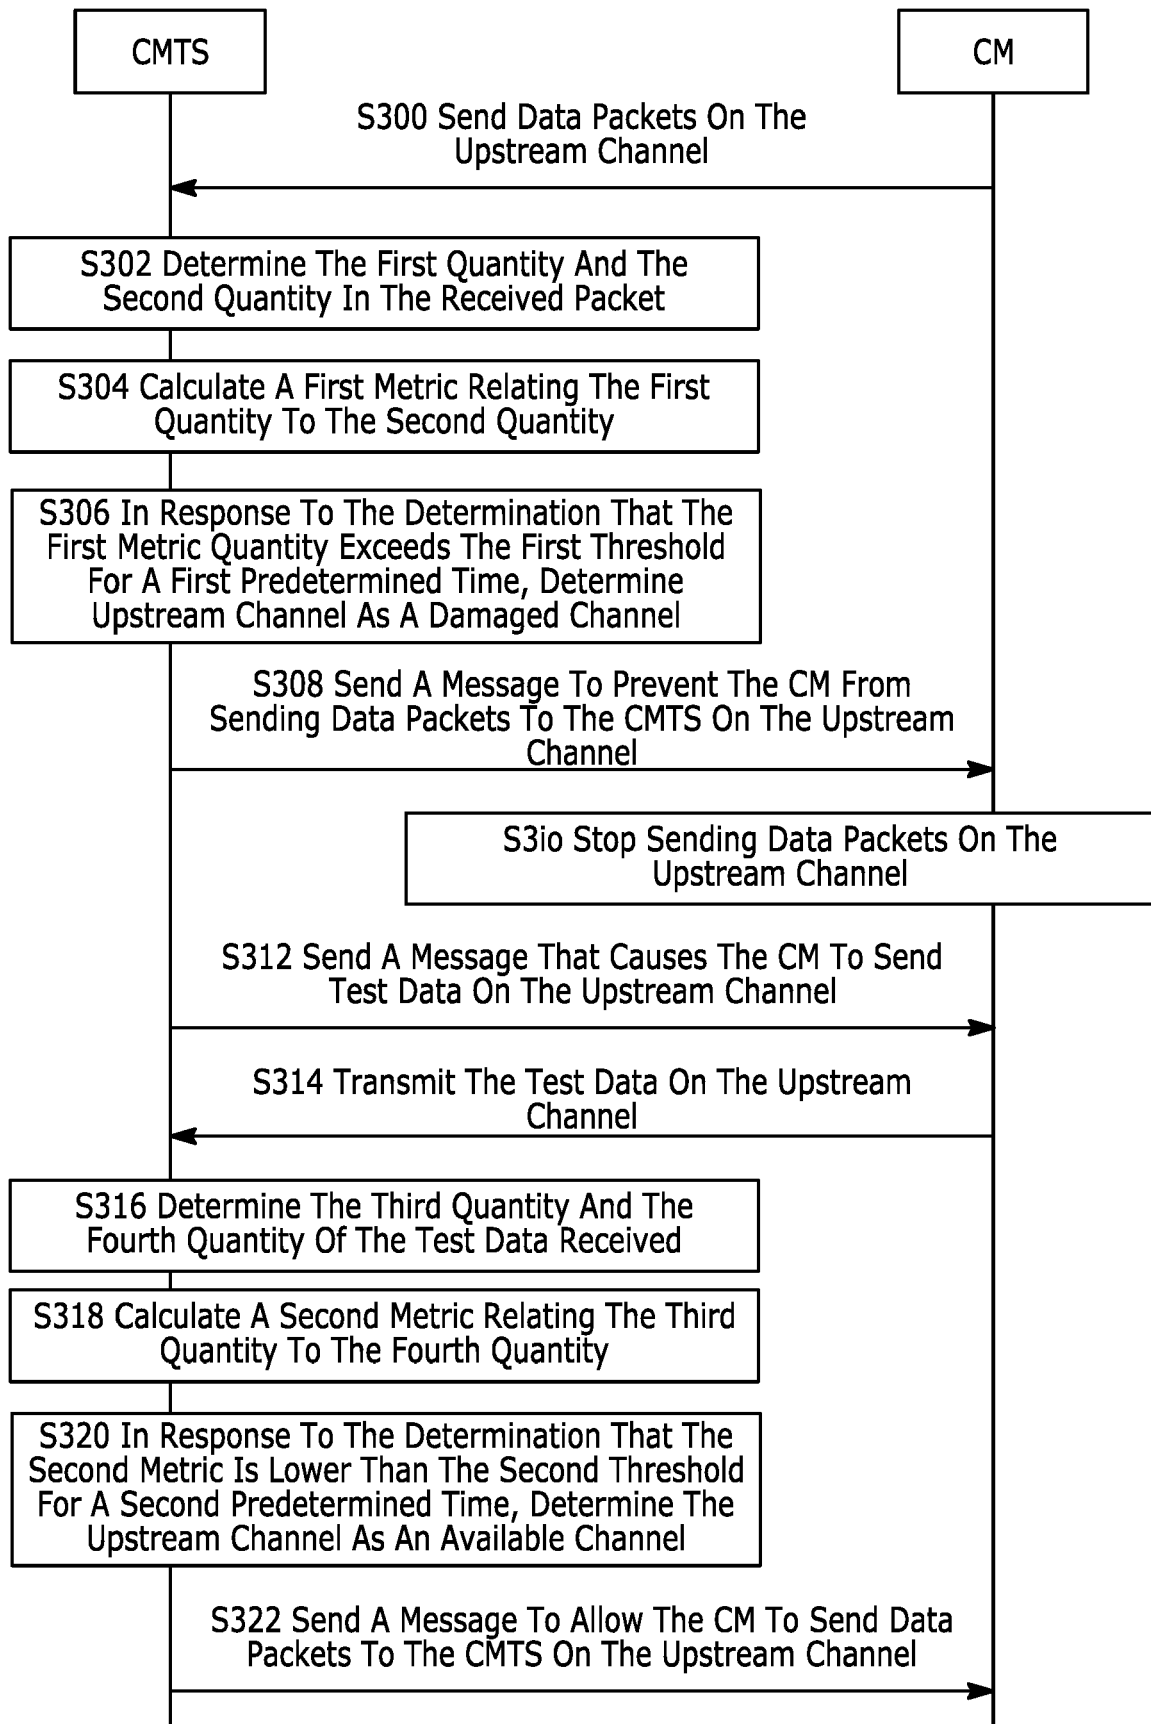 CMTS
CM
S300 Send Data Packets On The
Upstream Channel
S302 Determine The First Quantity And The
Second Quantity In The Received Packet
S304 Calculate A First Metric Relating The First
Quantity To The Second Quantity
S306 In Response To The Determination That The
First Metric Quantity Exceeds The First Threshold
For A First Predetermined Time, Determine
Upstream Channel As A Damaged Channel
S308 Send A Message To Prevent The CM From
Sending Data Packets To The CMTS On The Upstream
Channel
S3io Stop Sending Data Packets On The
Upstream Channel
S312 Send A Message That Causes The CM To Send
Test Data On The Upstream Channel
S314 Transmit The Test Data On The Upstream
Channel
S316 Determine The Third Quantity And The
Fourth Quantity Of The Test Data Received
S318 Calculate A Second Metric Relating The Third
Quantity To The Fourth Quantity
S320 In Response To The Determination That The
Second Metric Is Lower Than The Second Threshold
For A Second Predetermined Time, Determine The
Upstream Channel As An Available Channel
S322 Send A Message To Allow The CM To Send Data
Packets To The CMTS On The Upstream Channel